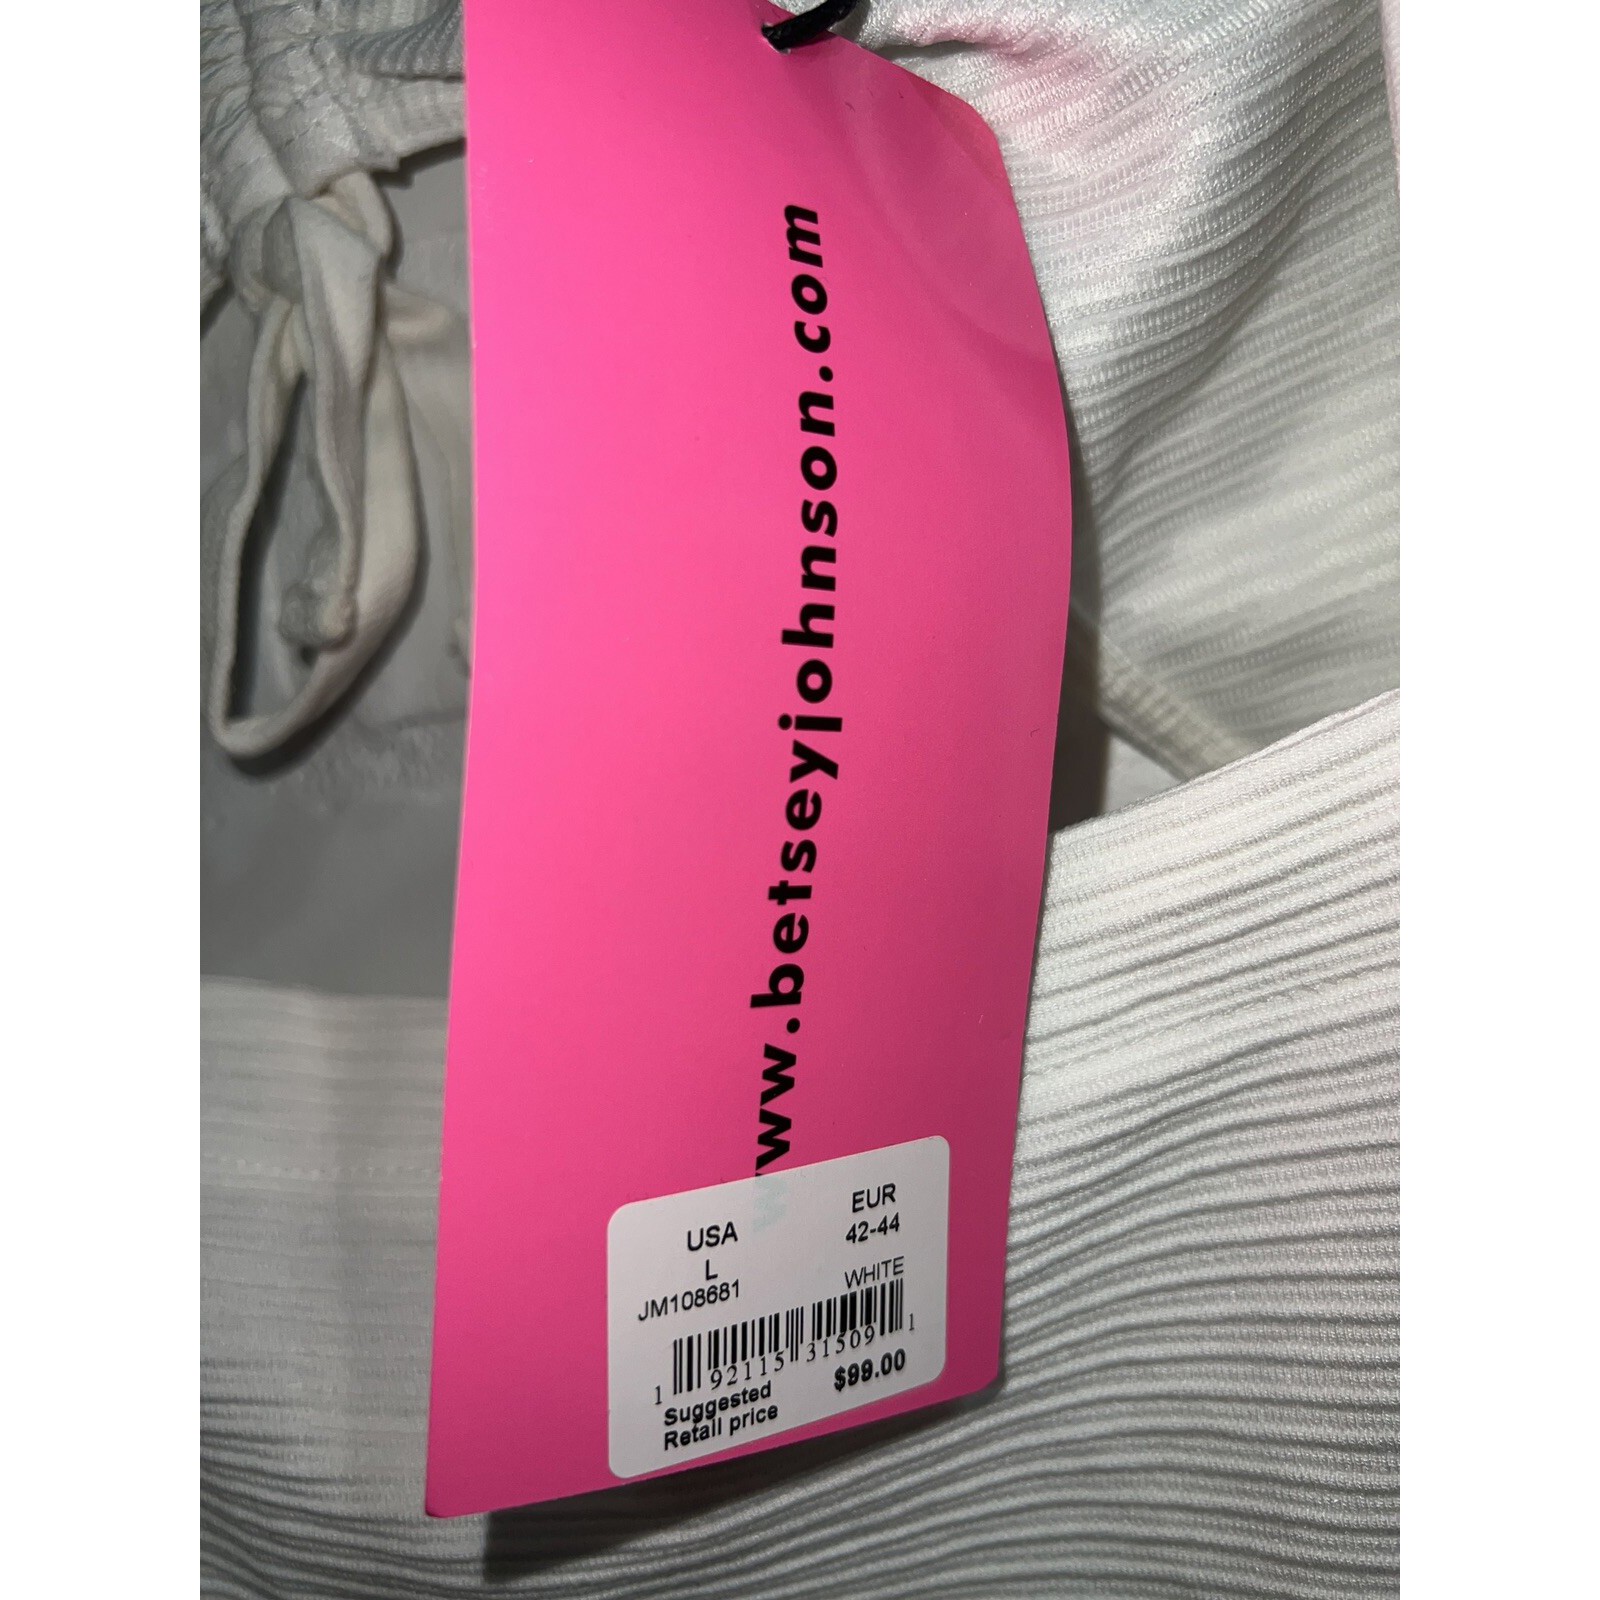 www.betseyjohnson.com
USA EUR
L 42-44
JM108681 WHITE
1 92115 31509 1
Suggested $99.00
Retail price